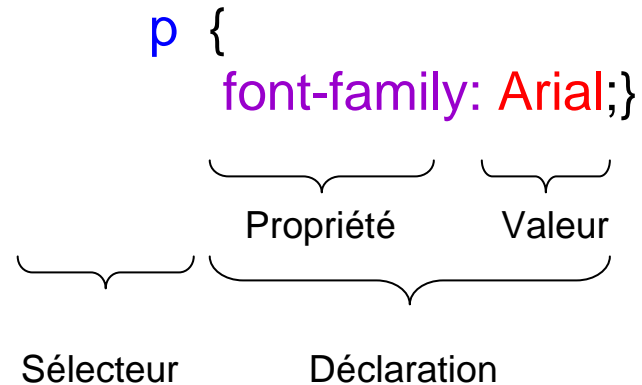 p {
font-family: Arial;}
Propriété Valeur
Sélecteur Déclaration